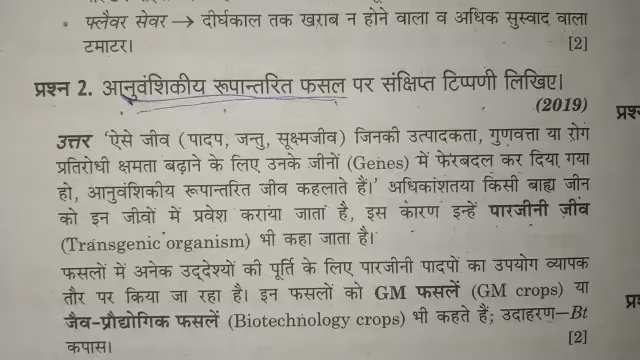 • फ्लैवर सेवर → दीर्घकाल तक खराब न होने वाला व अधिक सुस्वाद वाला
टमाटर। [2]
प्रश्न 2. आनुवंशिकीय रूपान्तरित फसल पर संक्षिप्त टिप्पणी लिखिए।
(2019)
उत्तर 'ऐसे जीव (पादप, जन्तु, सूक्ष्मजीव) जिनकी उत्पादकता, गुणवत्ता या रोग
प्रतिरोधी क्षमता बढ़ाने के लिए उनके जीनों (Genes) में फेरबदल कर दिया गया
हो, आनुवंशिकीय रूपान्तरित जीव कहलाते हैं।' अधिकांशतया किसी बाह्य जीन
को इन जीवों में प्रवेश कराया जाता है, इस कारण इन्हें पारजीनी जीव
(Transgenic organism) भी कहा जाता है।
फसलों में अनेक उद्देश्यों की पूर्ति के लिए पारजीनी पादपों का उपयोग व्यापक
तौर पर किया जा रहा है। इन फसलों को GM फसलें (GM crops) या
जैव-प्रौद्योगिक फसलें (Biotechnology crops) भी कहते हैं; उदाहरण–Bt
कपास। [2]